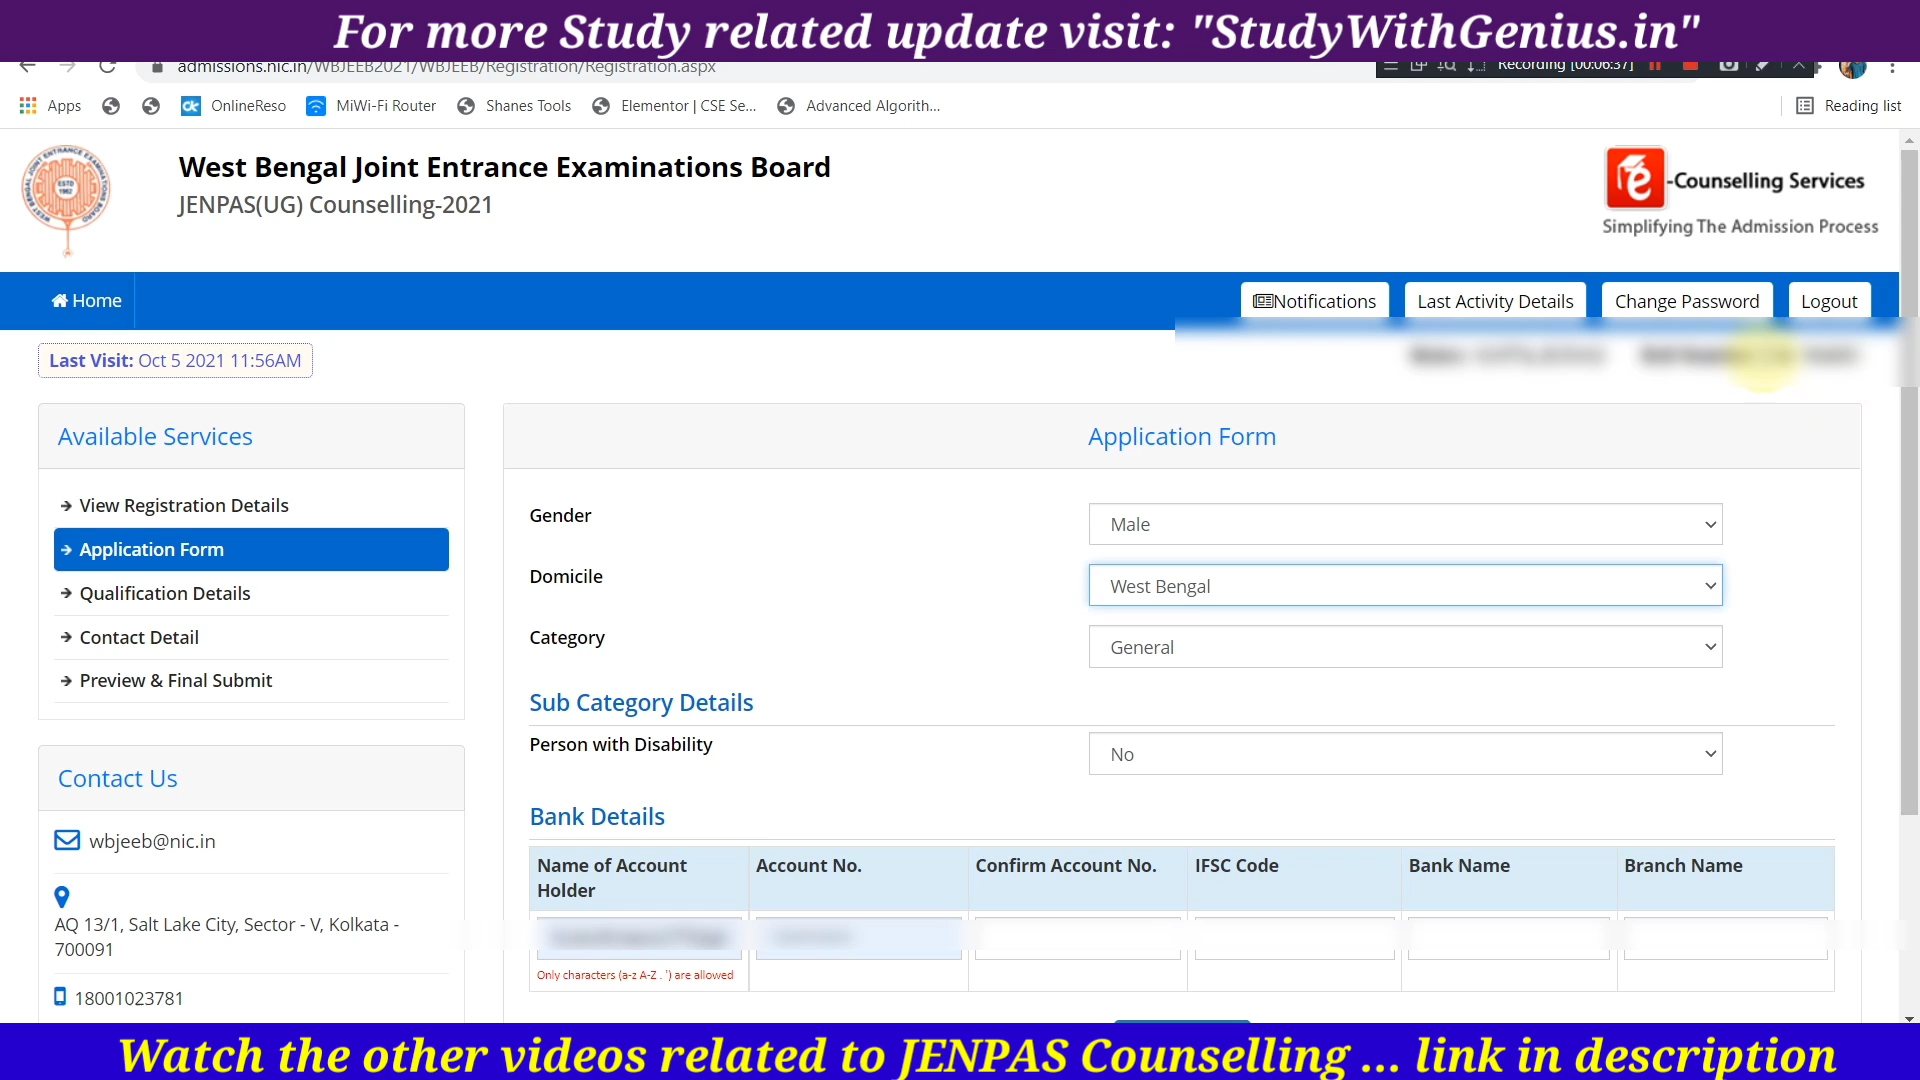 For more Study related update visit: "StudyWithGenius.in"
admissions.nic.in/WBJEEB2021/WBJEEB/Registration/Registration.aspx
Recording [00:06:37]
Apps
OnlineReso
MiWi-Fi Router
Shanes Tools
Elementor | CSE Se...
Advanced Algorith...
Reading list
West Bengal Joint Entrance Examinations Board
JENPAS(UG) Counselling-2021
e-Counselling Services
Simplifying The Admission Process
Home
Notifications
Last Activity Details
Change Password
Logout
Last Visit: Oct 5 2021 11:56AM
Available Services
View Registration Details
Application Form
Qualification Details
Contact Detail
Preview & Final Submit
Contact Us
wbjeeb@nic.in
AQ 13/1, Salt Lake City, Sector - V, Kolkata -
700091
18001023781
Application Form
Gender
Male
Domicile
West Bengal
Category
General
Sub Category Details
Person with Disability
No
Bank Details
Name of Account
Holder
Account No.
Confirm Account No.
IFSC Code
Bank Name
Branch Name
Only characters (a-z A-Z . ') are allowed
Watch the other videos related to JENPAS Counselling ... link in description